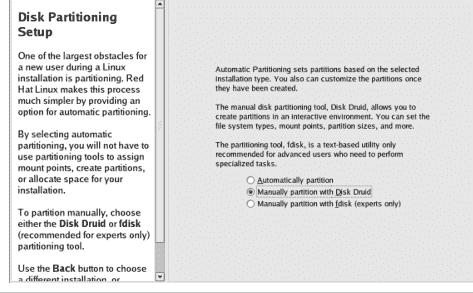 Disk Partitioning
Setup
One of the largest obstacles for
a new user during a Linux
installation is partitioning. Red
Hat Linux makes this process
much simpler by providing an
option for automatic partitioning.
By selecting automatic
partitioning, you will not have to
use partitioning tools to assign
mount points, create partitions,
or allocate space for your
installation.
To partition manually, choose
either the Disk Druid or fdisk
(recommended for experts only)
partitioning tool.
Use the Back button to choose
a different installation, or
Automatic Partitioning sets partitions based on the selected
installation type. You also can customize the partitions once
they have been created.
The manual disk partitioning tool, Disk Druid, allows you to
create partitions in an interactive environment. You can set the
file system types, mount points, partition sizes, and more.
The partitioning tool, fdisk, is a text-based utility only
recommended for advanced users who need to perform
specialized tasks.
Automatically partition
Manually partition with Disk Druid
Manually partition with fdisk (experts only)